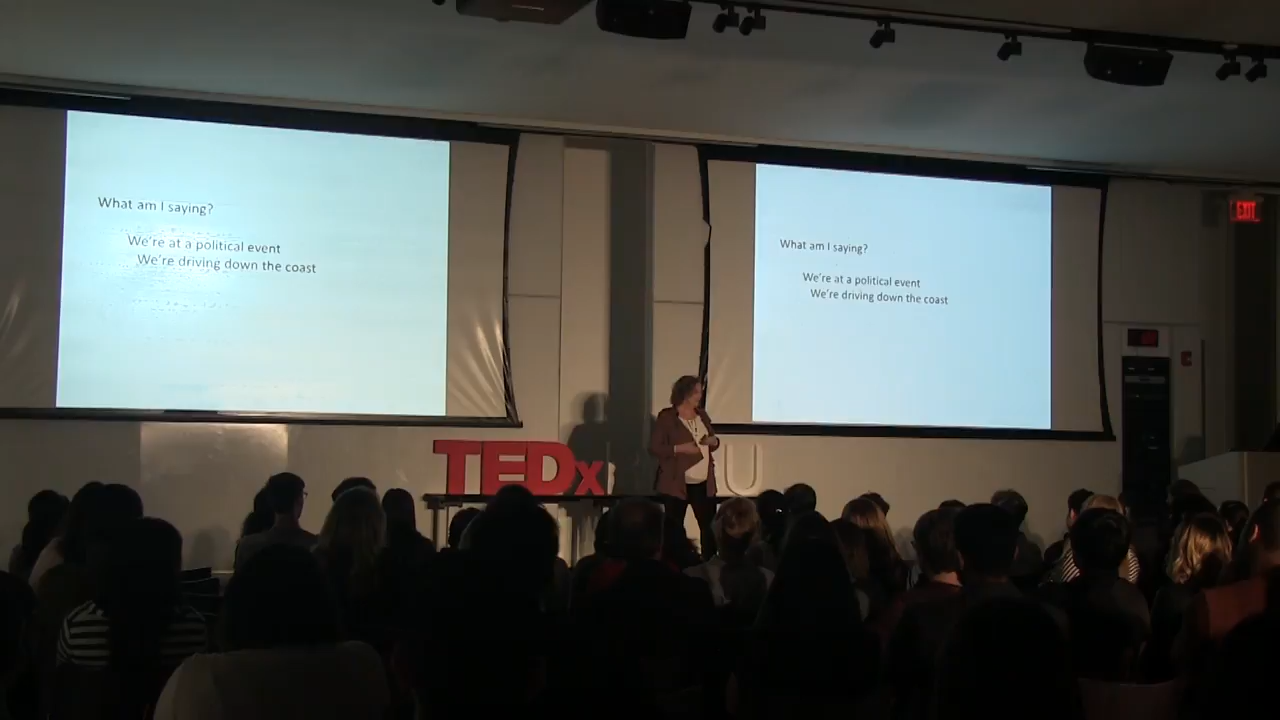 What am I saying?
We're at a political event
We're driving down the coast
What am I saying?
We're at a political event
We're driving down the coast
EXIT
TEDx
U